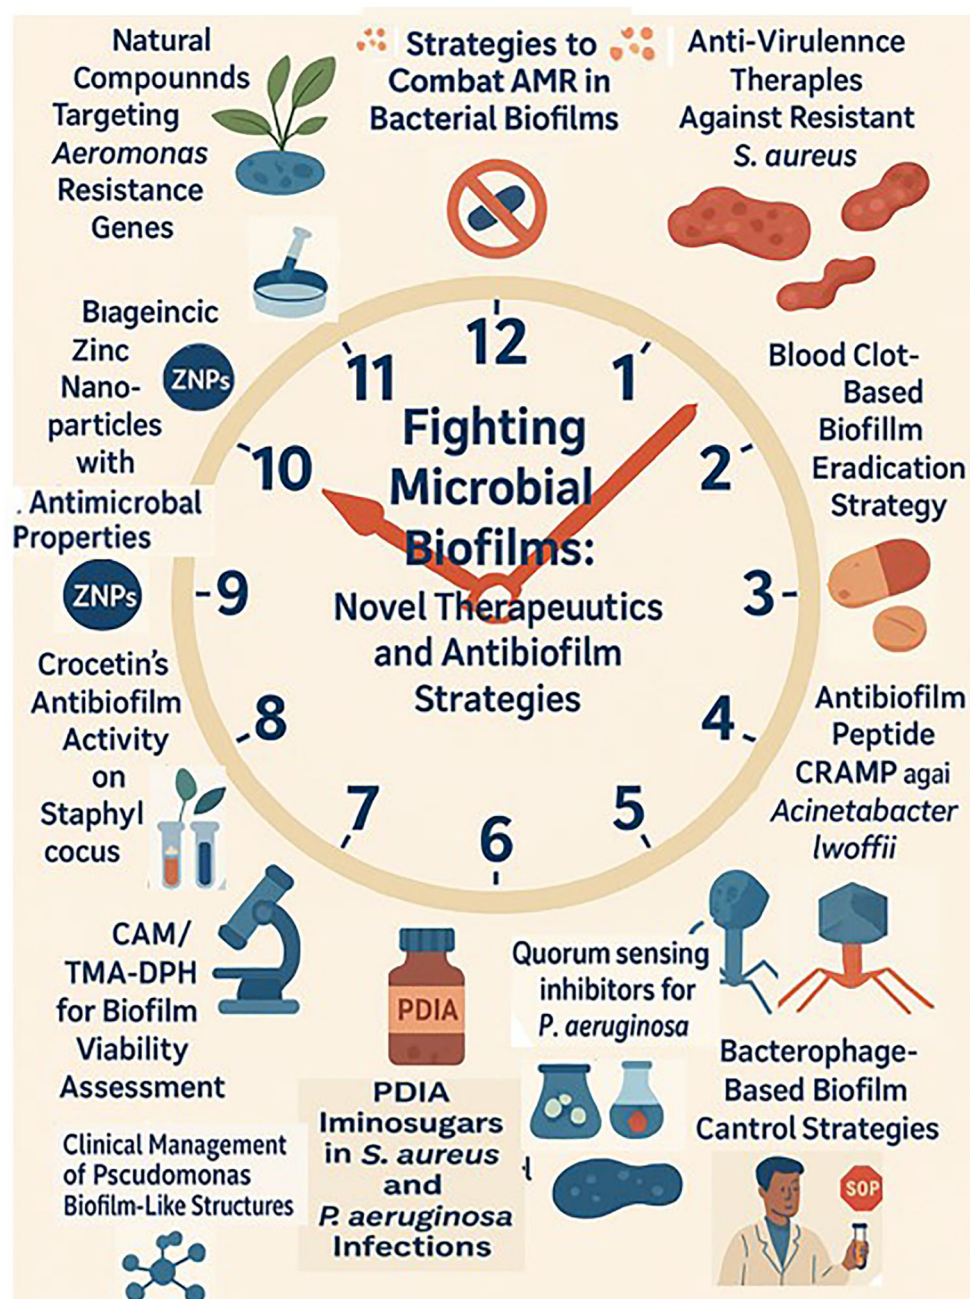 Natural
Compounnds
Targeting
Aeromonas
Resistance
Genes
Strategies to
Combat AMR in
Bacterial Biofilms
Anti-Virulennce
Theraples
Against Resistant
S. aureus
Bıageincic
Zinc
Nano-
particles
with
. Antimicrobial
Properties
ZNPs
ZNPs
Blood Clot-
Based
Biofillm
Eradication
Strategy
12
11
1
10
2
9
3
8
4
7
5
6
Fighting
Microbial
Biofilms:
Novel Therapeuutics
and Antibiofilm
Strategies
Crocetin's
Antibiofilm
Activity
on
Staphyl
cocus
Antibiofilm
Peptide
CRAMP agai
Acinetabacter
lwoffii
CAM/
TMA-DPH
for Biofilm
Viability
Assessment
PDIA
Quorum sensing
inhibitors for
P. aeruginosa
Bacterophage-
Based Biofilm
Cantrol Strategies
Clinical Management
of Pscudomonas
Biofilm-Like Structures
PDIA
Iminosugars
in S. aureus
and
P. aeruginosa
Infections
SOP